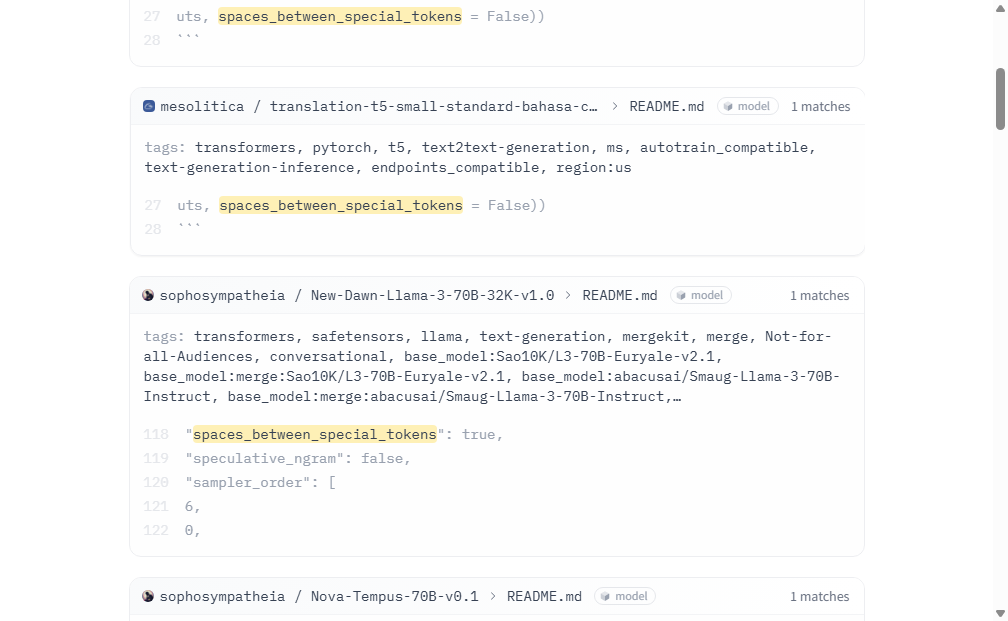 27 uts, spaces_between_special_tokens = False))
28 ```
mesolitica / translation-t5-small-standard-bahasa-c… > README.md model 1 matches
tags: transformers, pytorch, t5, text2text-generation, ms, autotrain_compatible,
text-generation-inference, endpoints_compatible, region:us
27 uts, spaces_between_special_tokens = False))
28 ```
sophosympatheia / New-Dawn-Llama-3-70B-32K-v1.0 > README.md model 1 matches
tags: transformers, safetensors, llama, text-generation, mergekit, merge, Not-for-
all-Audiences, conversational, base_model:Sao10K/L3-70B-Euryale-v2.1,
base_model:merge:Sao10K/L3-70B-Euryale-v2.1, base_model:abacusai/Smaug-Llama-3-70B-
Instruct, base_model:merge:abacusai/Smaug-Llama-3-70B-Instruct,…
118 "spaces_between_special_tokens": true,
119 "speculative_ngram": false,
120 "sampler_order": [
121 6,
122 0,
sophosympatheia / Nova-Tempus-70B-v0.1 > README.md model 1 matches